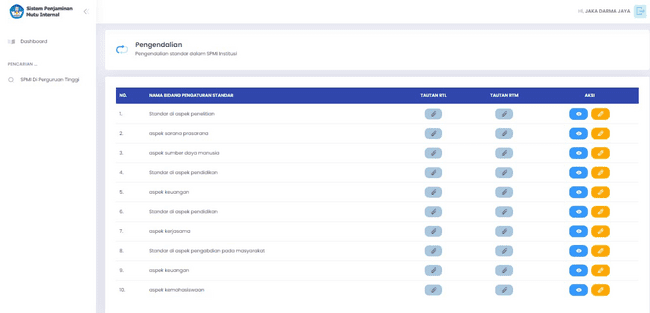 Sistem Penjaminan
Mutu Internal
Hi, JAKA DARMA JAYA
Dashboard
PENCARIAN ...
SPMI Di Perguruan Tinggi
Pengendalian
Pengendalian standar dalam SPMI Institusi
NO. NAMA BIDANG PENGATURAN STANDAR TAUTAN RTL TAUTAN RTM AKSI
1. Standar di aspek penelitian
2. aspek sarana prasarana
3. aspek sumber daya manusia
4. Standar di aspek pendidikan
5. aspek keuangan
6. Standar di aspek pendidikan
7. aspek kerjasama
8. Standar di aspek pengabdian pada masyarakat
9. aspek keuangan
10. aspek kemahasiswaan